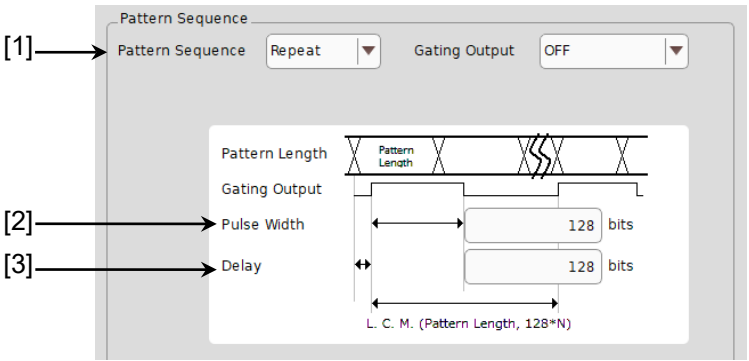 Pattern Sequence
[1] Pattern Sequence Repeat Gating Output OFF
Pattern Length Pattern
Length
Gating Output
[2] Pulse Width 128 bits
[3] Delay 128 bits
L. C. M. (Pattern Length, 128*N)